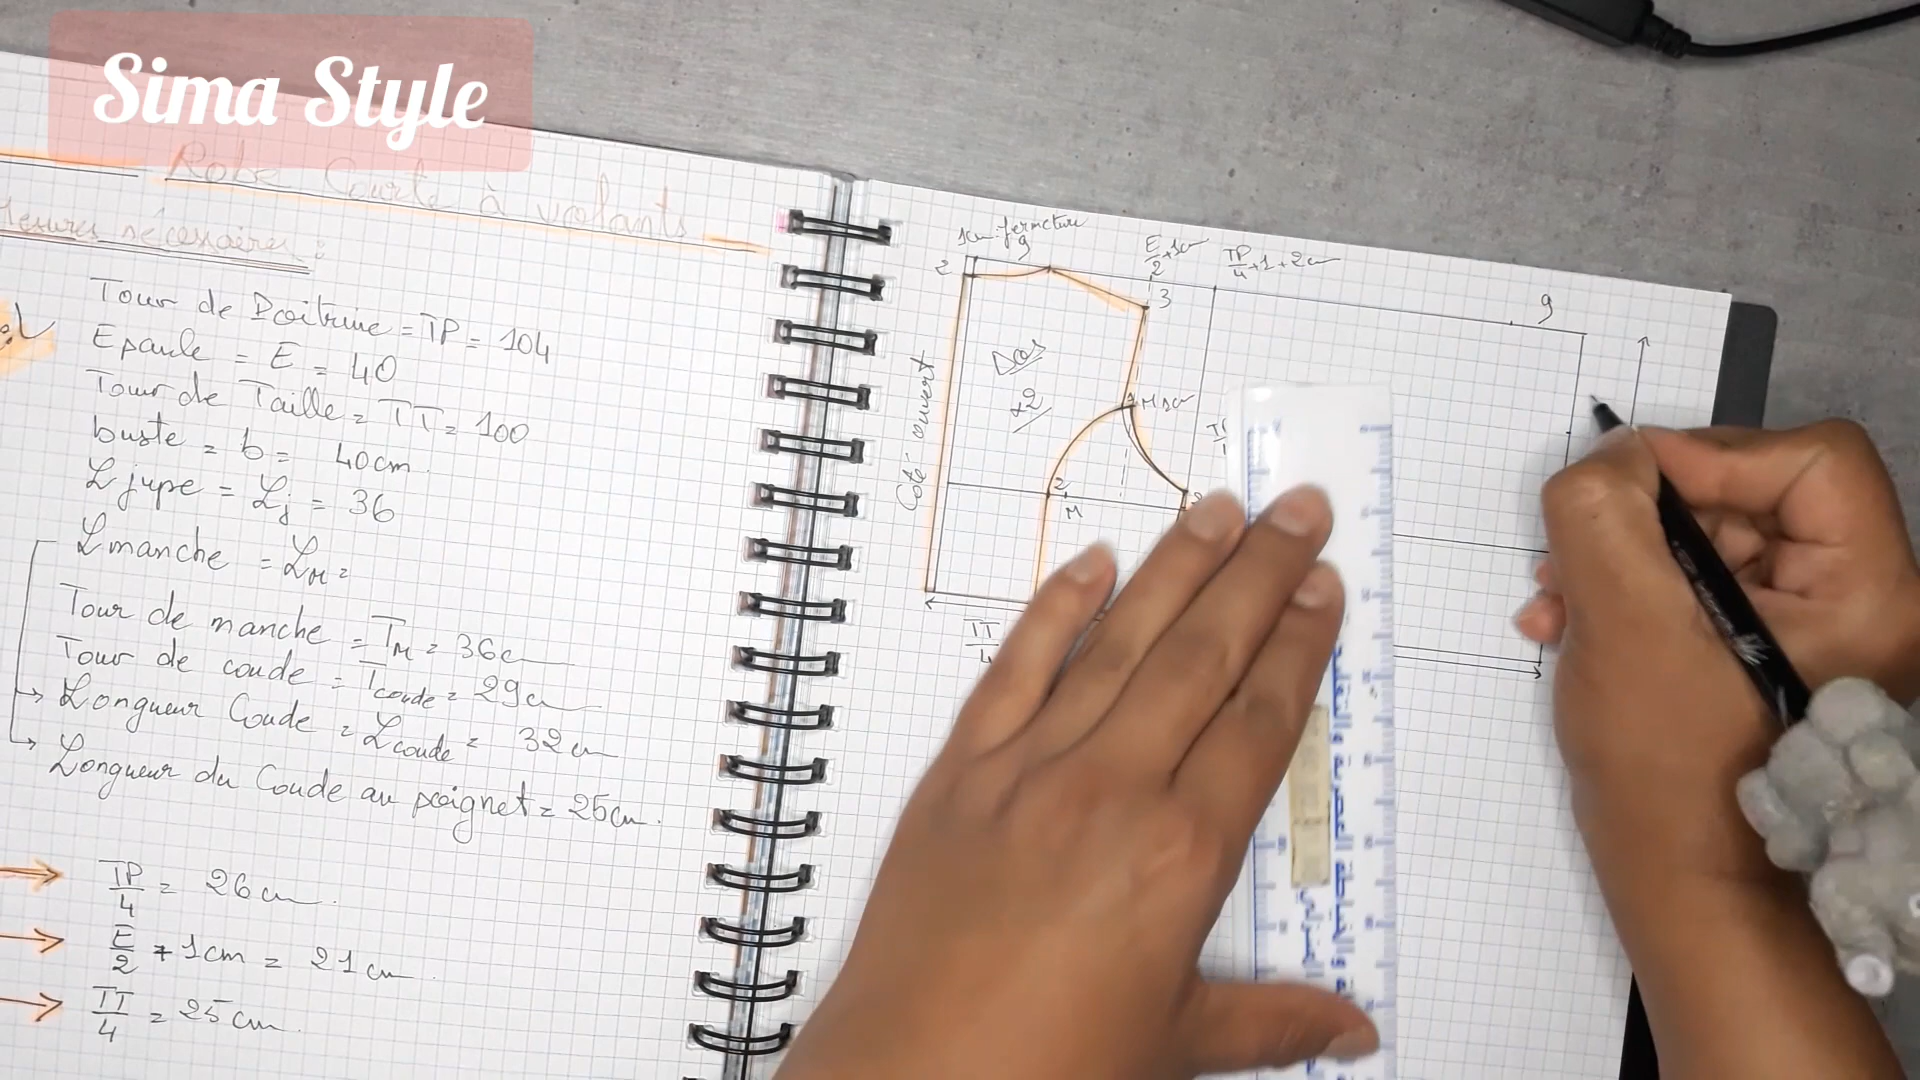 Sima Style
Robe Courte à volants
Mesures nécessaires :
Tour de Poitrine = TP = 104
Epaule = E = 40
Tour de Taille = TT = 100
buste = b = 40cm.
L jupe = Lj = 36
L manche = LM =
Tour de manche = TM = 36cm
Tour de coude = Tcoude = 29cm
Longueur Coude = Lcoude = 32cm
Longueur du Coude au poignet = 25cm.
TP/4 = 26cm.
E/2 + 1cm = 21cm.
TT/4 = 25cm.
1cm fermeture
9
E/2+1cm
TP/4+1+2cm
2
3
9
Dos
x2
Côté ouvert
2
M
TT/4